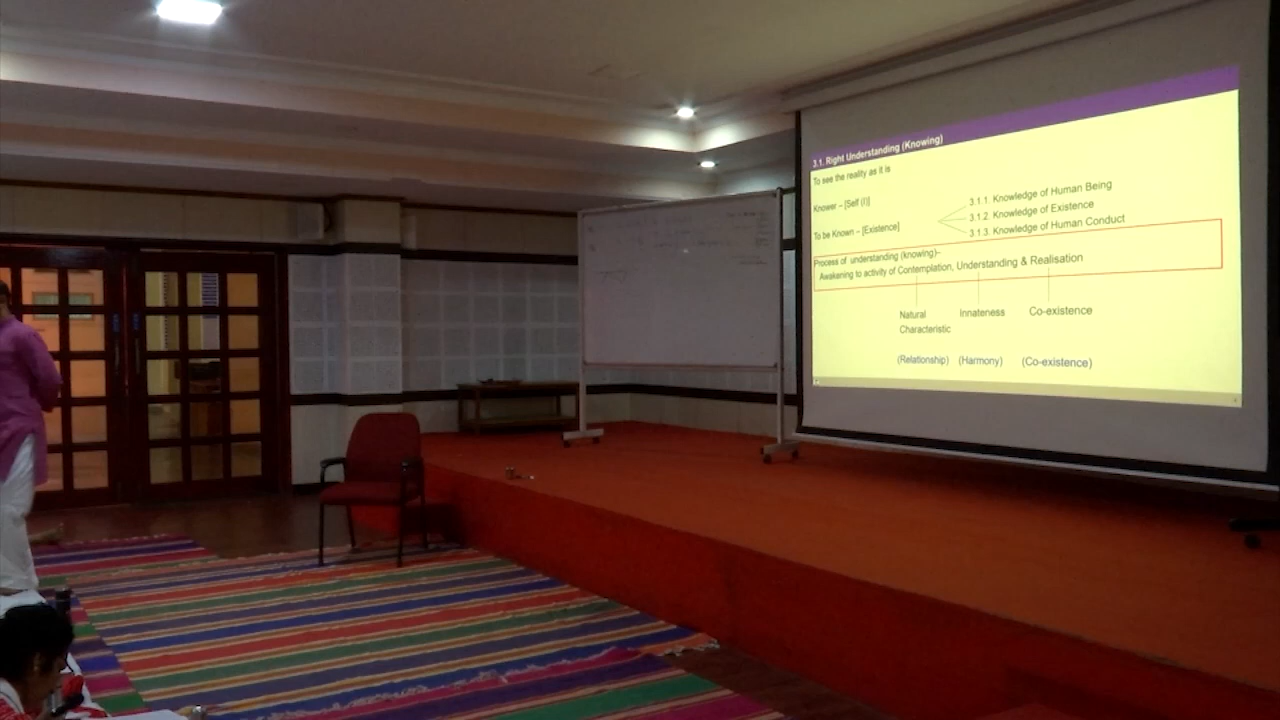 3.1. Right Understanding (Knowing)
To see the reality as it is
Knower – [Self (I)]
To be Known – [Existence]
3.1.1. Knowledge of Human Being
3.1.2. Knowledge of Existence
3.1.3. Knowledge of Human Conduct
Process of understanding (knowing)–
Awakening to activity of Contemplation, Understanding & Realisation
Natural Characteristic
Innateness
Co-existence
(Relationship) (Harmony) (Co-existence)